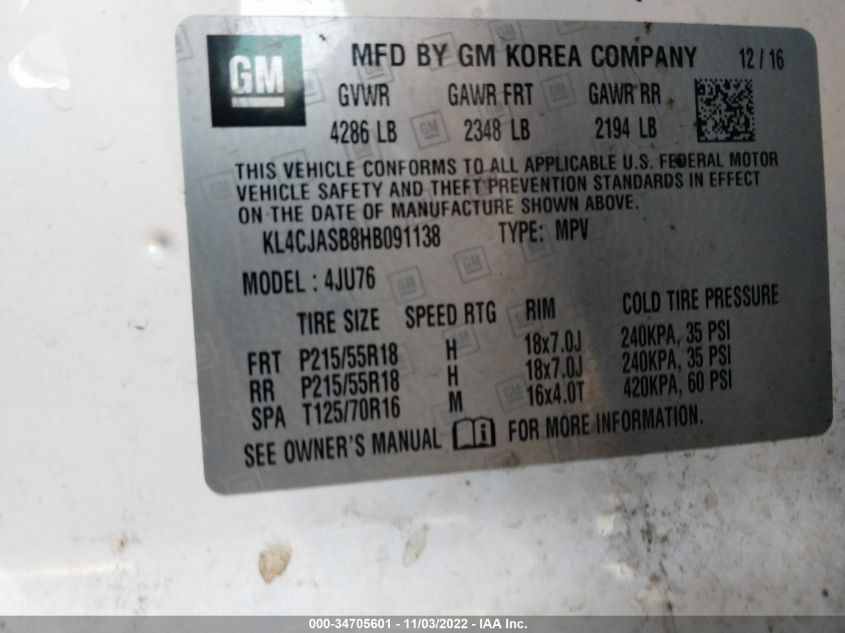 GM
MFD BY GM KOREA COMPANY 12/16
GVWR GAWR FRT GAWR RR
4286 LB 2348 LB 2194 LB
THIS VEHICLE CONFORMS TO ALL APPLICABLE U.S. FEDERAL MOTOR
VEHICLE SAFETY AND THEFT PREVENTION STANDARDS IN EFFECT
ON THE DATE OF MANUFACTURE SHOWN ABOVE.
KL4CJASB8HB091138 TYPE: MPV
MODEL : 4JU76
TIRE SIZE SPEED RTG RIM COLD TIRE PRESSURE
FRT P215/55R18 H 18x7.0J 240KPA, 35 PSI
RR P215/55R18 H 18x7.0J 240KPA, 35 PSI
SPA T125/70R16 M 16x4.0T 420KPA, 60 PSI
SEE OWNER'S MANUAL i FOR MORE INFORMATION.
000-34705601 - 11/03/2022 - IAA Inc.